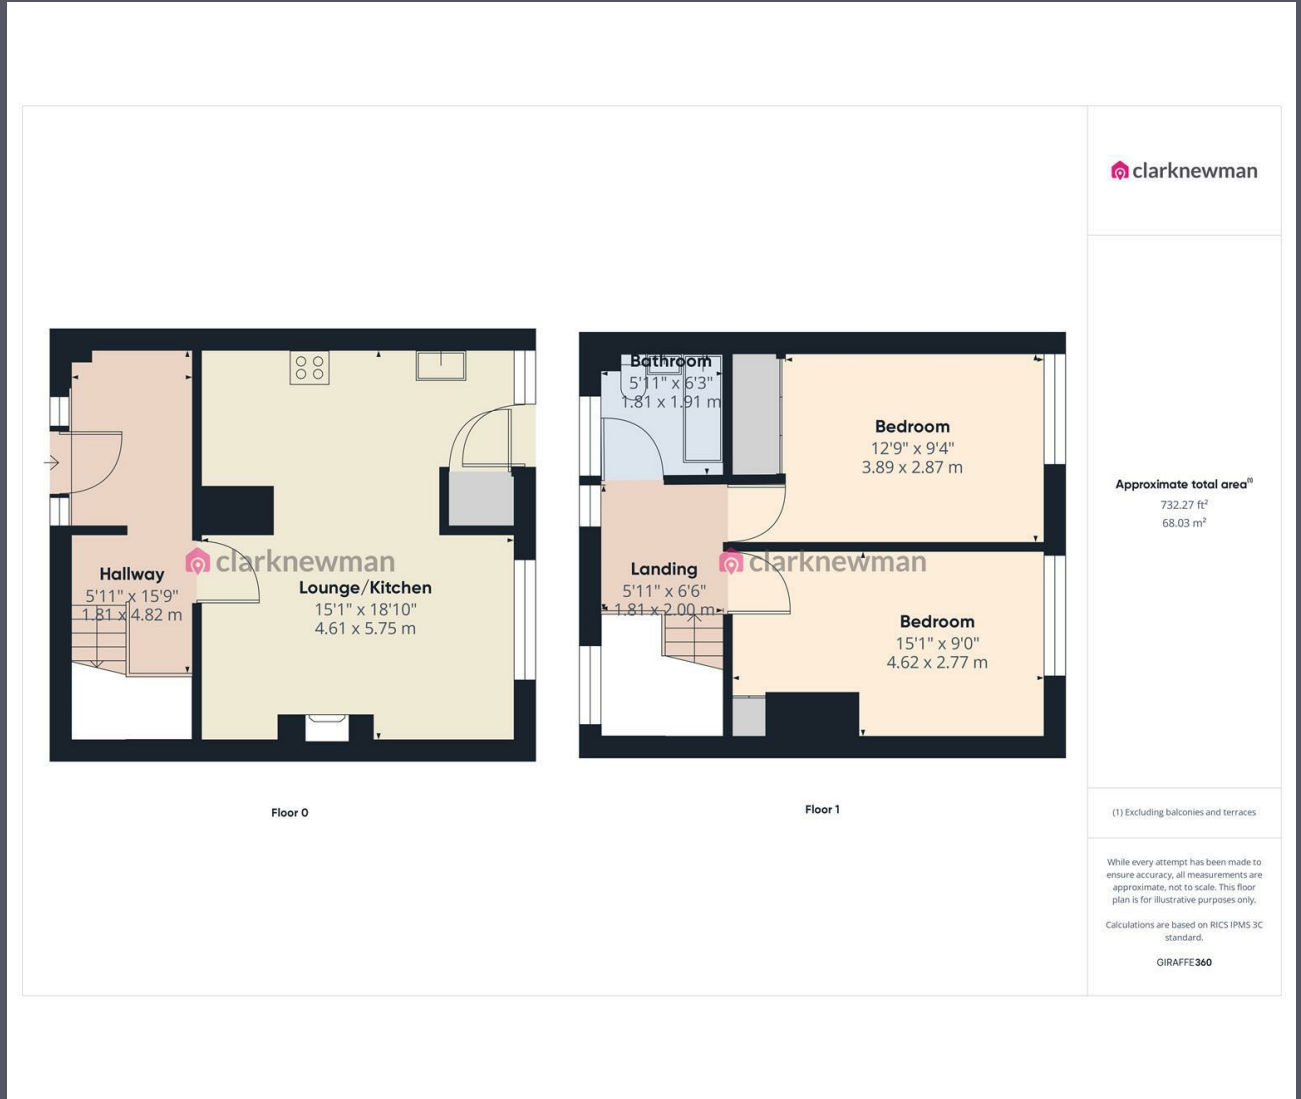 clarknewman
Bathroom
5'11" x 6'3"
1.81 x 1.91 m
Bedroom
12'9" x 9'4"
3.89 x 2.87 m
Approximate total area⁽¹⁾
732.27 ft²
68.03 m²
clarknewman
clarknewman
Hallway
5'11" x 15'9"
1.81 x 4.82 m
Lounge/Kitchen
15'1" x 18'10"
4.61 x 5.75 m
Landing
5'11" x 6'6"
1.81 x 2.00 m
Bedroom
15'1" x 9'0"
4.62 x 2.77 m
Floor 0
Floor 1
(1) Excluding balconies and terraces
While every attempt has been made to
ensure accuracy, all measurements are
approximate, not to scale. This floor
plan is for illustrative purposes only.
Calculations are based on RICS IPMS 3C
standard.
GIRAFFE360